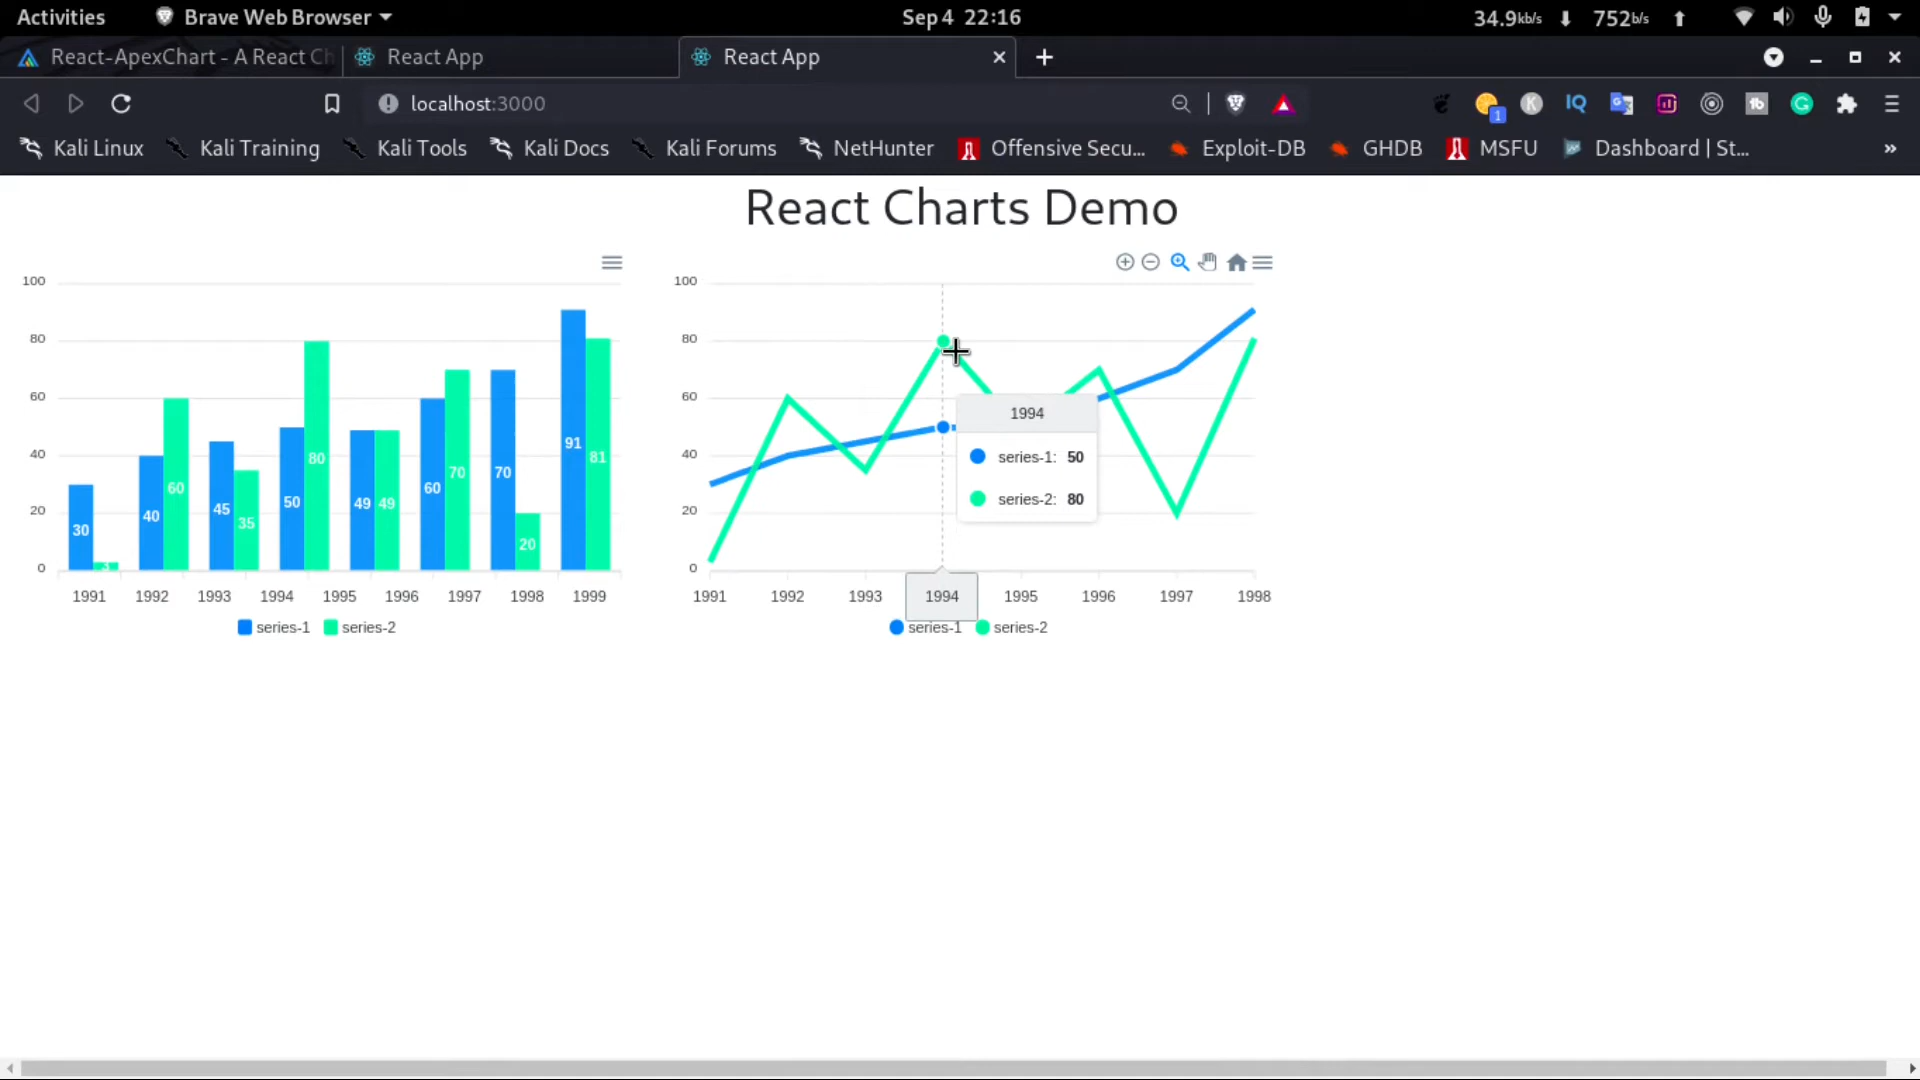 Activities Brave Web Browser Sep 4 22:16 34.9kb/s 752b/s
React-ApexChart - A React Ch React App React App
localhost:3000
Kali Linux Kali Training Kali Tools Kali Docs Kali Forums NetHunter Offensive Secu... Exploit-DB GHDB MSFU Dashboard | St... »
React Charts Demo
100
80
60
40
20
0
30 3 40 60 45 35 50 80 49 49 60 70 70 20 91 81
1991 1992 1993 1994 1995 1996 1997 1998 1999
series-1 series-2
100
80
60
40
20
0
1994
series-1: 50
series-2: 80
1991 1992 1993 1994 1995 1996 1997 1998
series-1 series-2